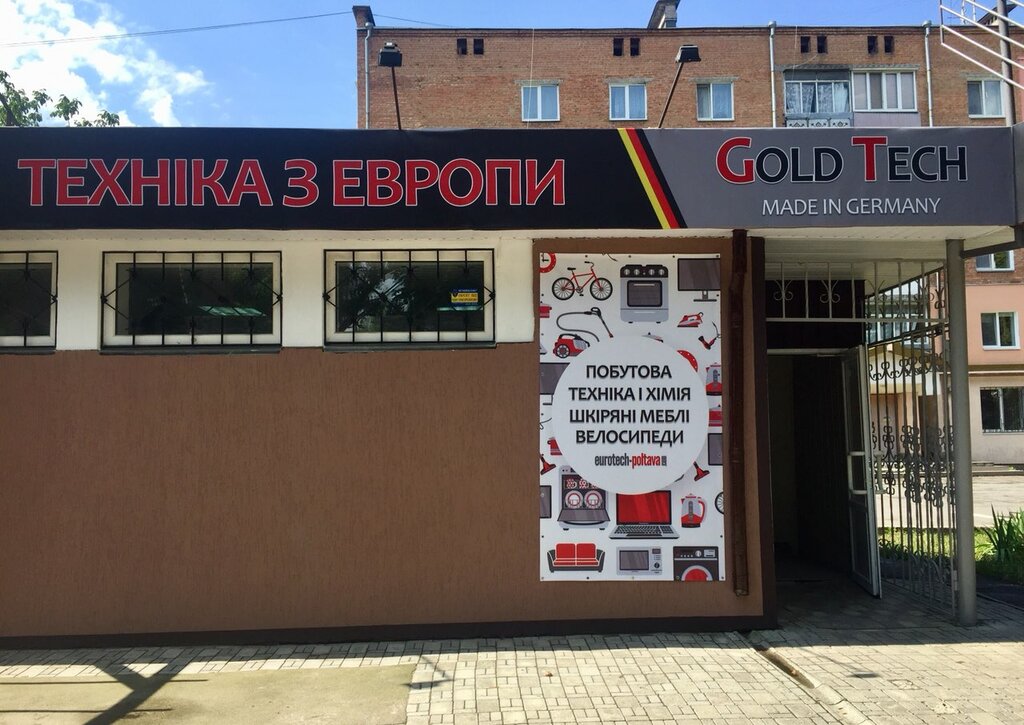 ТЕХНІКА З ЕВРОПИ
GOLD TECH
MADE IN GERMANY
ПОБУТОВА
ТЕХНІКА І ХІМІЯ
ШКІРЯНІ МЕБЛІ
ВЕЛОСИПЕДИ
eurotech-poltava